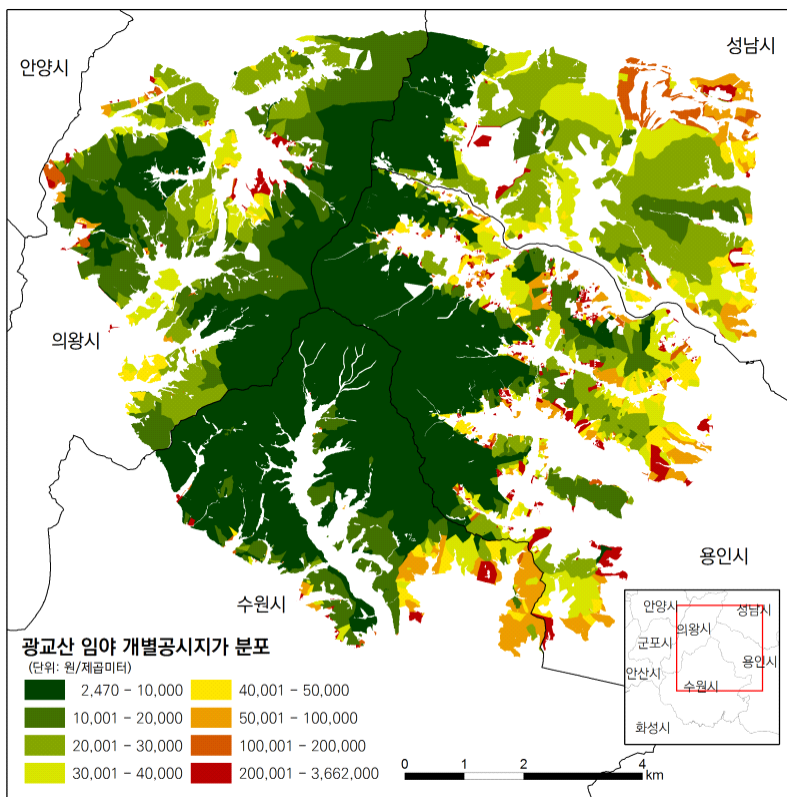 안양시
성남시
의왕시
용인시
수원시
광교산 임야 개별공시지가 분포
(단위: 원/제곱미터)
2,470 - 10,000
10,001 - 20,000
20,001 - 30,000
30,001 - 40,000
40,001 - 50,000
50,001 - 100,000
100,001 - 200,000
200,001 - 3,662,000
0 1 2 4
km
안양시 성남시
의왕시
군포시
용인시
안산시
수원시
화성시